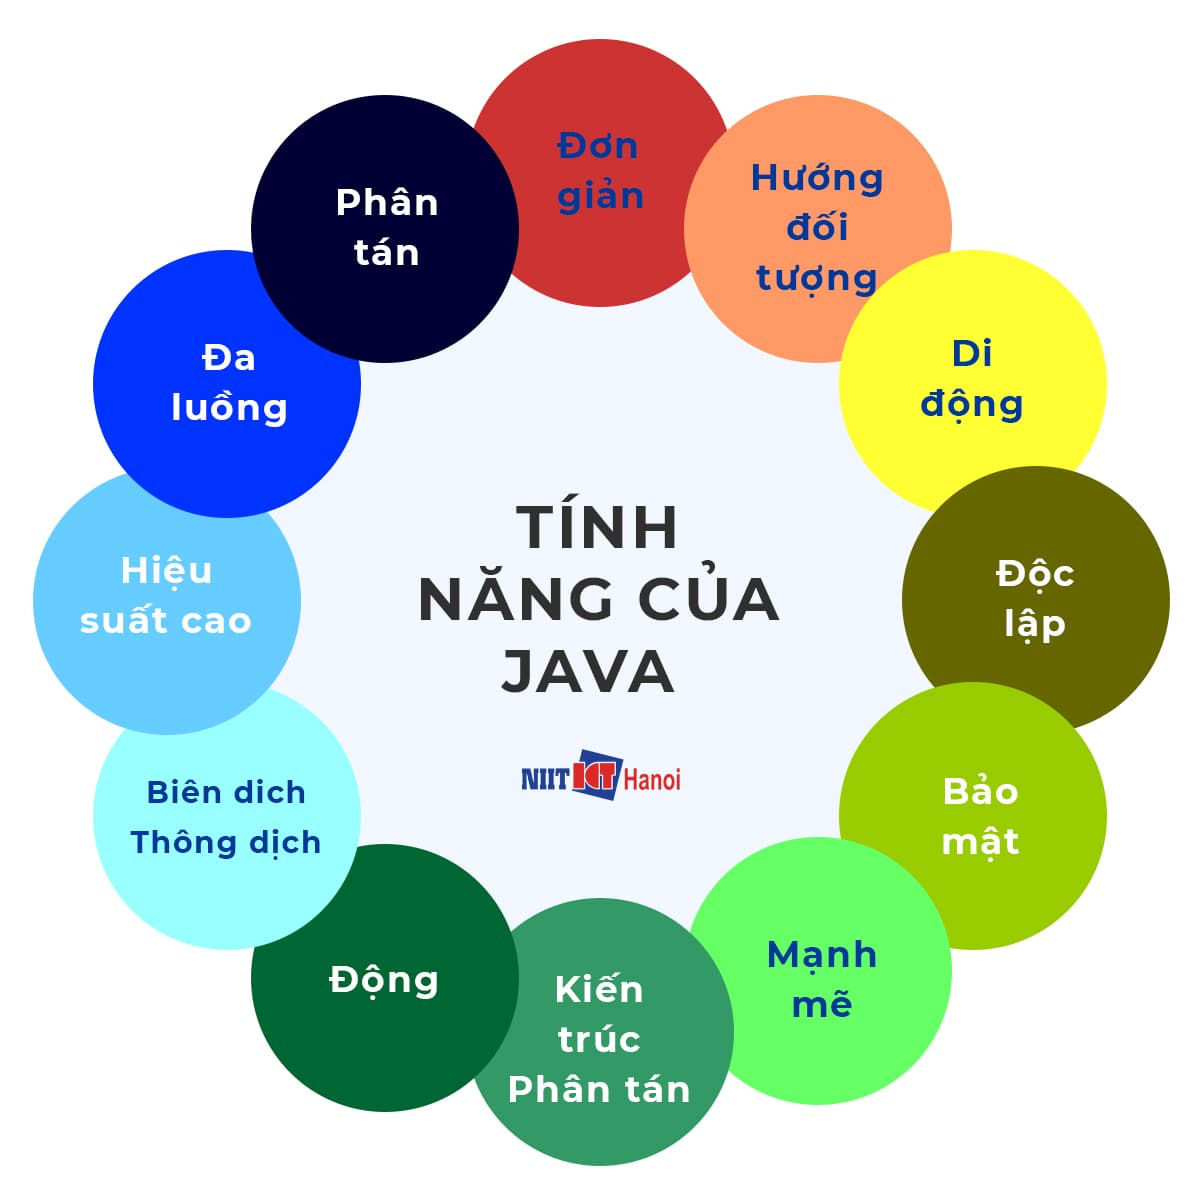 Đơn
giản
Hướng
đối
tượng
Di
động
Độc
lập
Bảo
mật
Mạnh
mẽ
Kiến
trúc
Phân tán
Động
Biên dich
Thông dịch
Hiệu
suất cao
Đa
luồng
Phân
tán
TÍNH
NĂNG CỦA
JAVA
NIIT ICT Hanoi